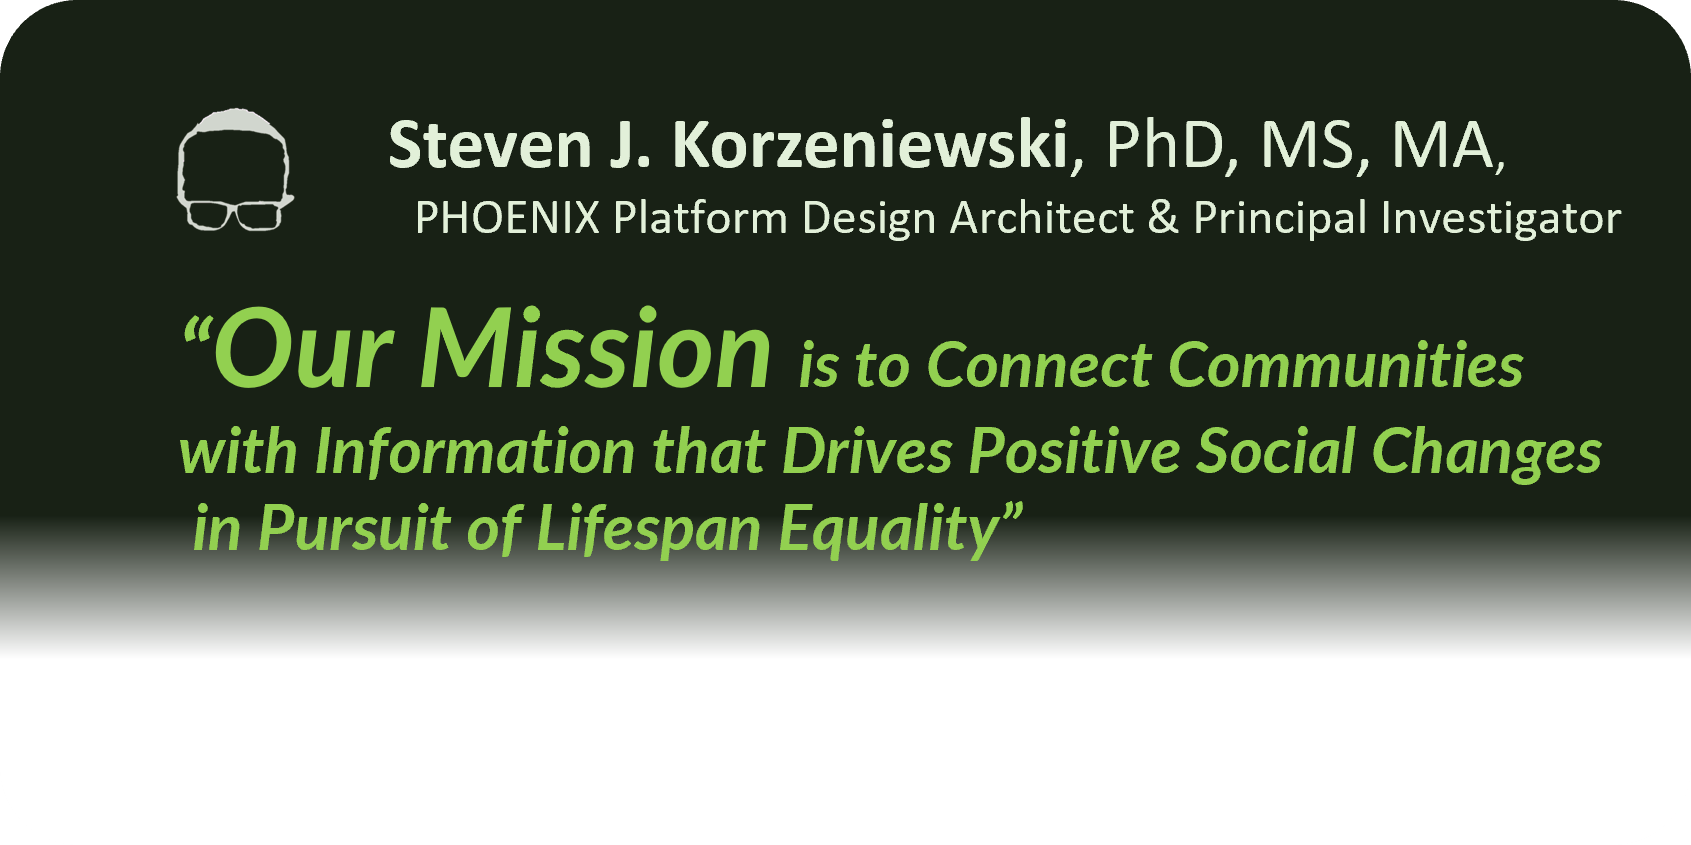 Steven J. Korzeniewski, PhD, MS, MA,
PHOENIX Platform Design Architect & Principal Investigator
“Our Mission is to Connect Communities
with Information that Drives Positive Social Changes
in Pursuit of Lifespan Equality”